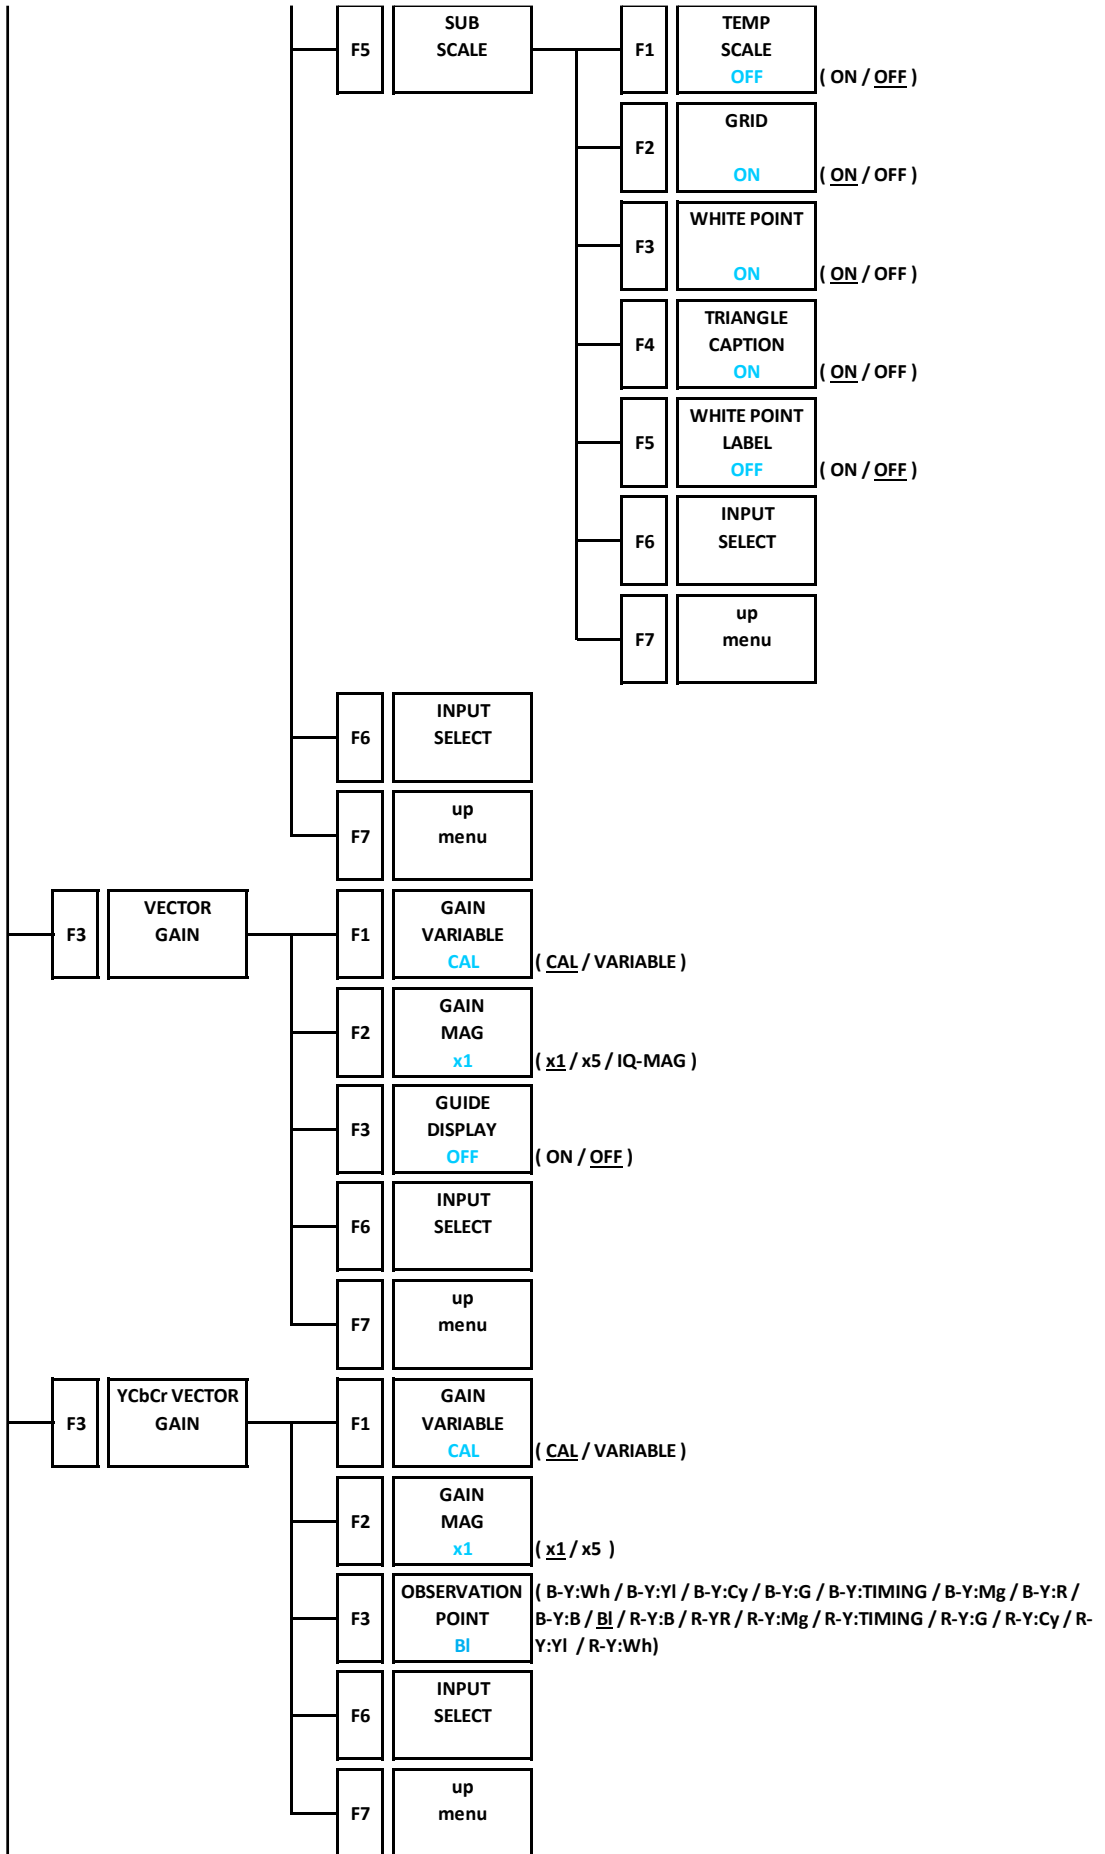 F5
SUB
SCALE
F1
TEMP
SCALE
OFF
( ON / OFF )
F2
GRID
ON
( ON / OFF )
F3
WHITE POINT
ON
( ON / OFF )
F4
TRIANGLE
CAPTION
ON
( ON / OFF )
F5
WHITE POINT
LABEL
OFF
( ON / OFF )
F6
INPUT
SELECT
F7
up
menu
F6
INPUT
SELECT
F7
up
menu
F3
VECTOR
GAIN
F1
GAIN
VARIABLE
CAL
( CAL / VARIABLE )
F2
GAIN
MAG
x1
( x1 / x5 / IQ-MAG )
F3
GUIDE
DISPLAY
OFF
( ON / OFF )
F6
INPUT
SELECT
F7
up
menu
F3
YCbCr VECTOR
GAIN
F1
GAIN
VARIABLE
CAL
( CAL / VARIABLE )
F2
GAIN
MAG
x1
( x1 / x5 )
F3
OBSERVATION
POINT
Bl
( B-Y:Wh / B-Y:Yl / B-Y:Cy / B-Y:G / B-Y:TIMING / B-Y:Mg / B-Y:R /
B-Y:B / Bl / R-Y:B / R-YR / R-Y:Mg / R-Y:TIMING / R-Y:G / R-Y:Cy / R-
Y:Yl / R-Y:Wh)
F6
INPUT
SELECT
F7
up
menu